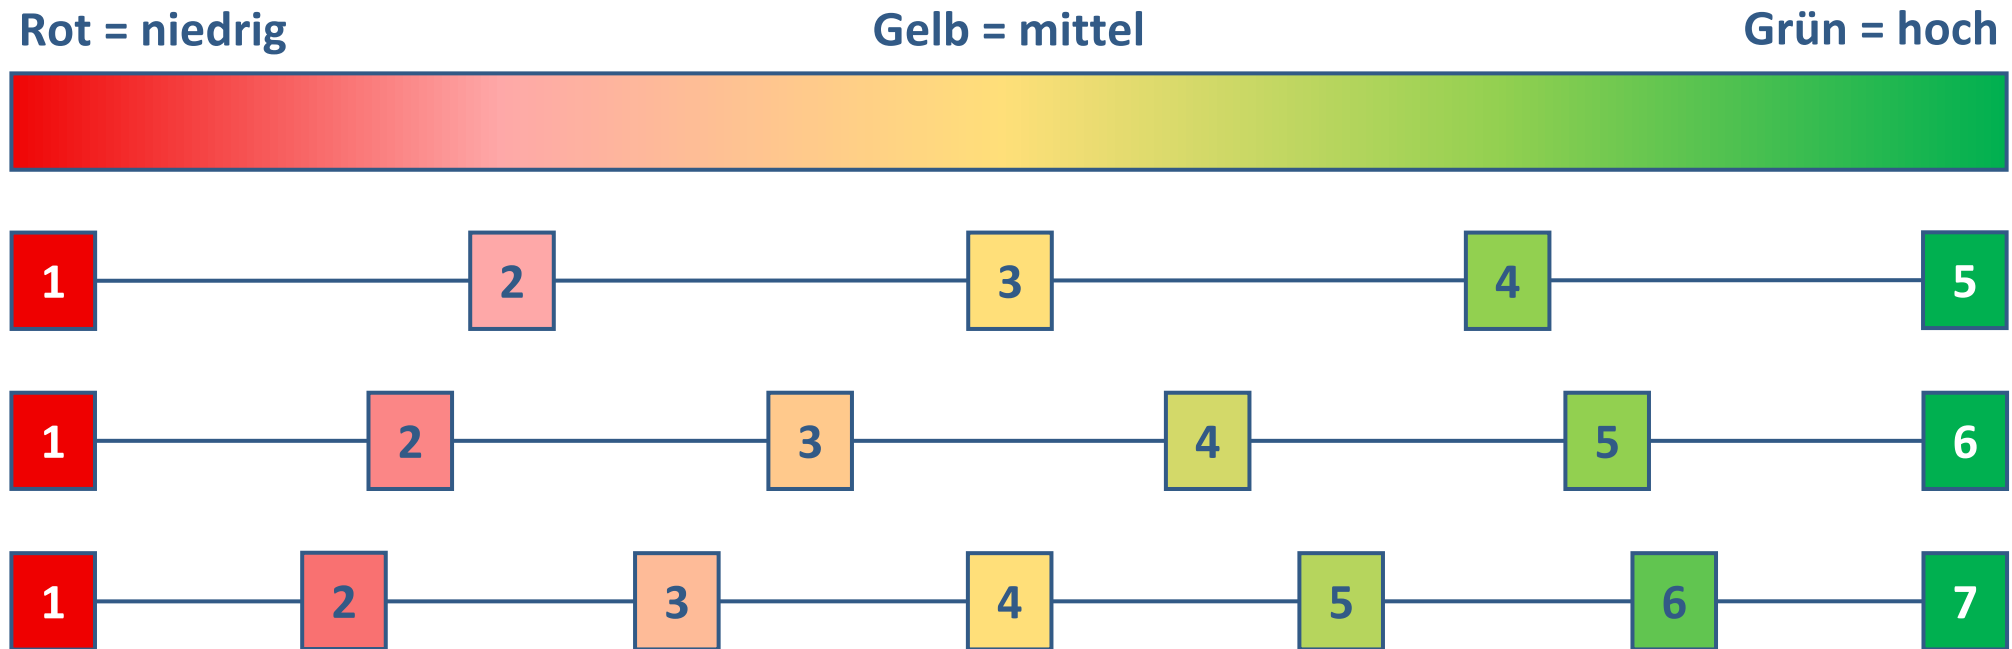 Rot = niedrig Gelb = mittel Grün = hoch
1 2 3 4 5
1 2 3 4 5 6
1 2 3 4 5 6 7